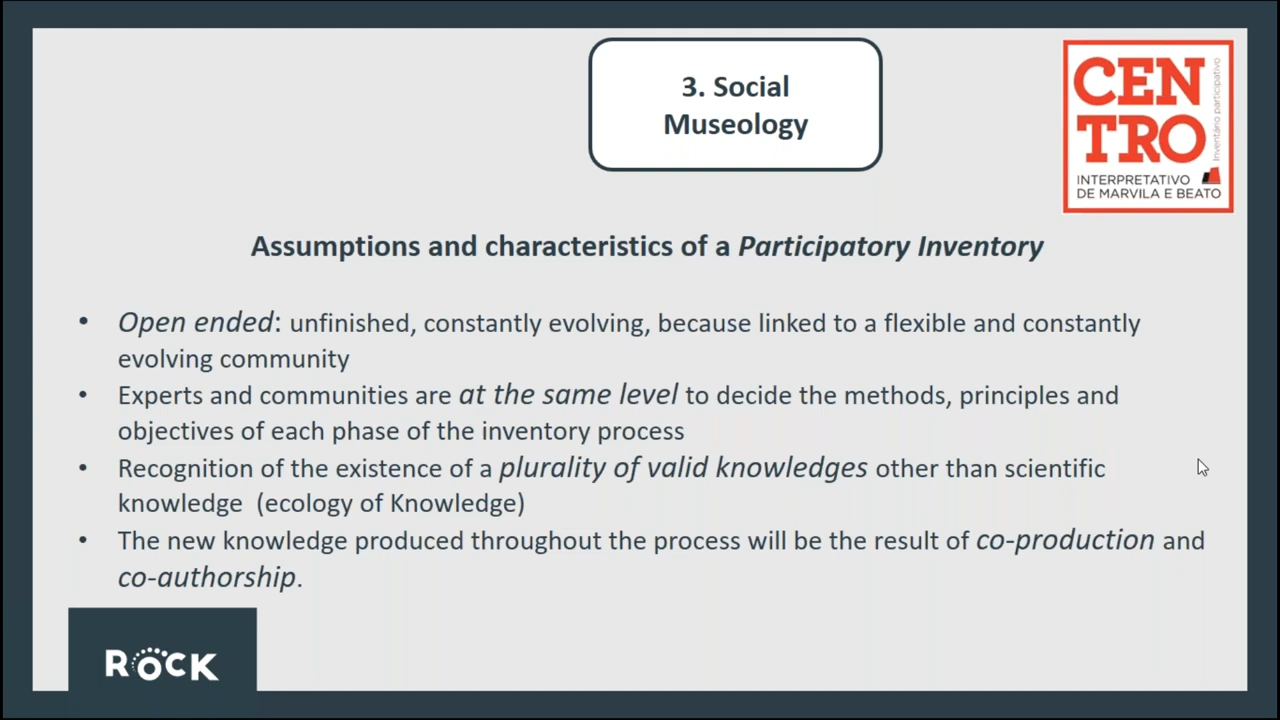 3. Social
Museology
CEN
TRO
Inventário participativo
INTERPRETATIVO
DE MARVILA E BEATO
Assumptions and characteristics of a Participatory Inventory
• Open ended: unfinished, constantly evolving, because linked to a flexible and constantly
evolving community
• Experts and communities are at the same level to decide the methods, principles and
objectives of each phase of the inventory process
• Recognition of the existence of a plurality of valid knowledges other than scientific
knowledge (ecology of Knowledge)
• The new knowledge produced throughout the process will be the result of co-production and
co-authorship.
ROCK